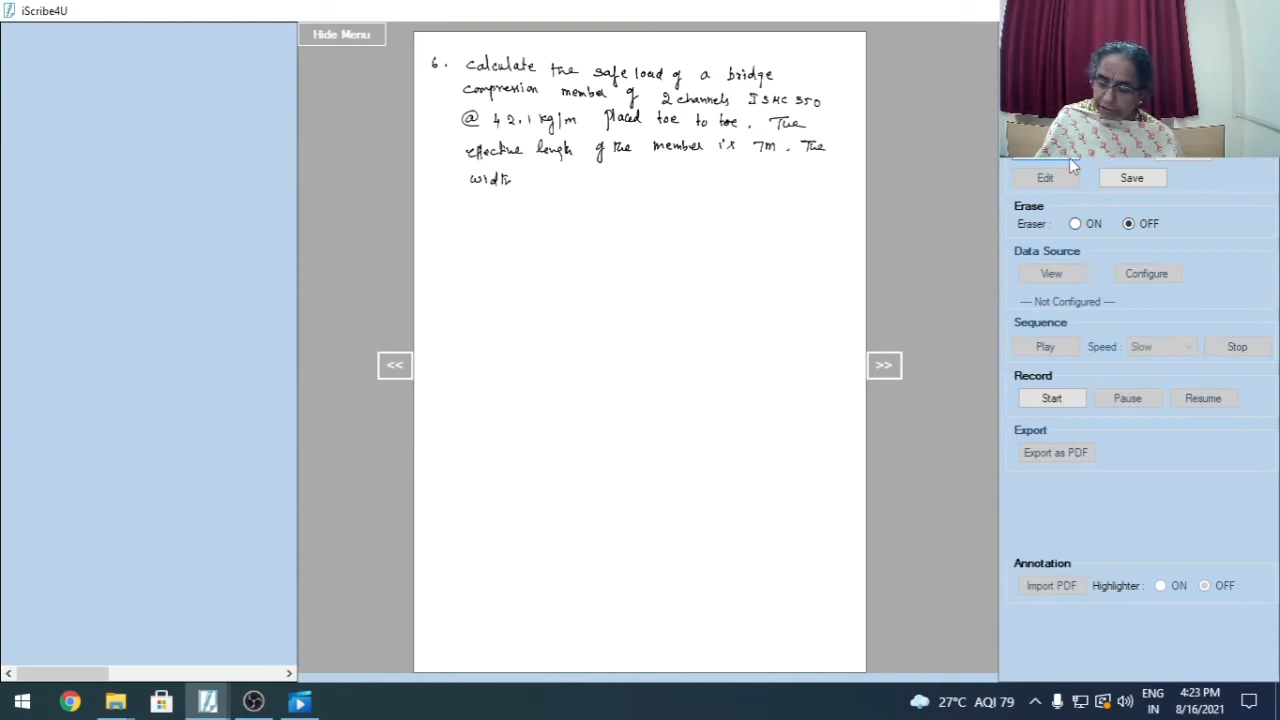 iScribe4U
Hide Menu
6. Calculate the safe load of a bridge
compression member of 2 channels ISMC 350
@ 42.1 kg/m placed toe to toe. The
effective length of the member is 7m. The
width
<<
>>
Edit
Save
Erase
Eraser : ON OFF
Data Source
View
Configure
--- Not Configured ---
Sequence
Play
Speed : Slow
Stop
Record
Start
Pause
Resume
Export
Export as PDF
Annotation
Import PDF
Highlighter : ON OFF
27°C AQI 79
ENG
IN
4:23 PM
8/16/2021